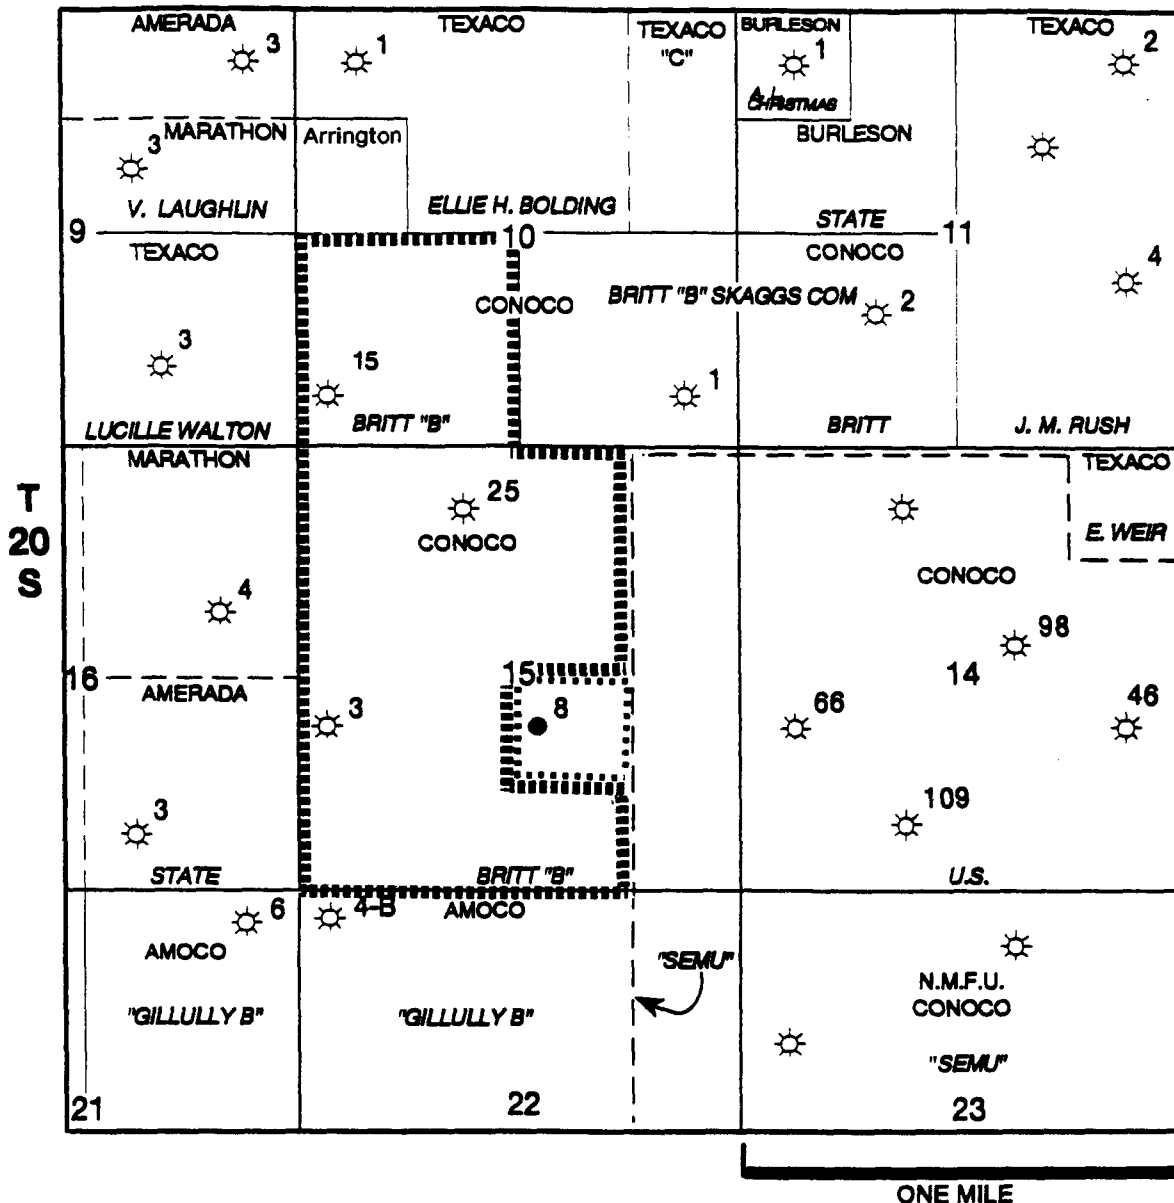 AMERADA
TEXACO
TEXACO
"C"
BURLESON
TEXACO
3
1
1
2
A.L.
CHRISTMAS
MARATHON
Arrington
BURLESON
3
V. LAUGHLIN
ELLIE H. BOLDING
STATE
9
10
11
TEXACO
CONOCO
4
CONOCO
BRITT "B" SKAGGS COM
2
3
15
1
LUCILLE WALTON
BRITT "B"
BRITT
J. M. RUSH
MARATHON
TEXACO
T
20
S
25
CONOCO
E. WEIR
CONOCO
4
98
16
15
14
AMERADA
3
8
66
46
3
109
STATE
BRITT "B"
U.S.
6
4-B
AMOCO
AMOCO
"SEMU"
N.M.F.U.
CONOCO
"GILLULLY B"
"GILLULLY B"
"SEMU"
21
22
23
ONE MILE